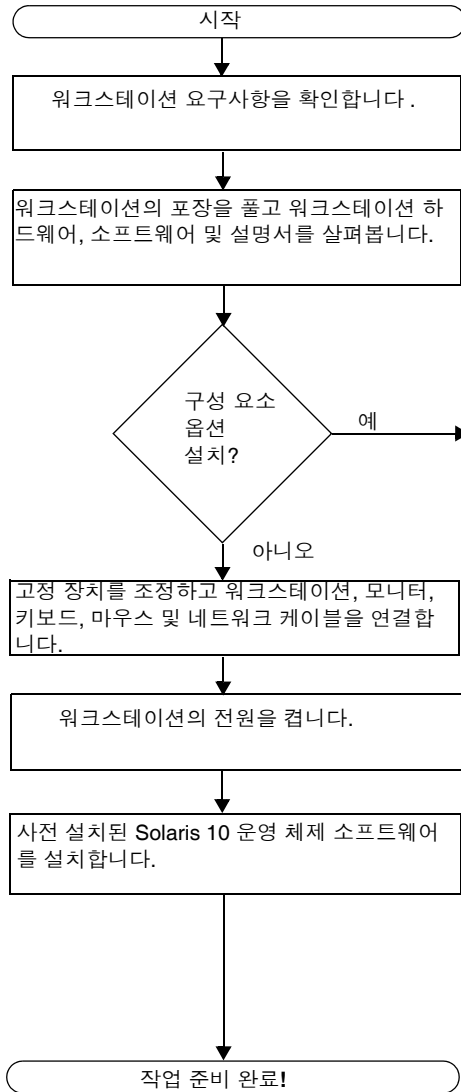 시작
워크스테이션 요구사항을 확인합니다 .
워크스테이션의 포장을 풀고 워크스테이션 하
드웨어, 소프트웨어 및 설명서를 살펴봅니다.
구성 요소
옵션
설치?
예
아니오
고정 장치를 조정하고 워크스테이션, 모니터,
키보드, 마우스 및 네트워크 케이블을 연결합
니다.
워크스테이션의 전원을 켭니다.
사전 설치된 Solaris 10 운영 체제 소프트웨어
를 설치합니다.
작업 준비 완료!